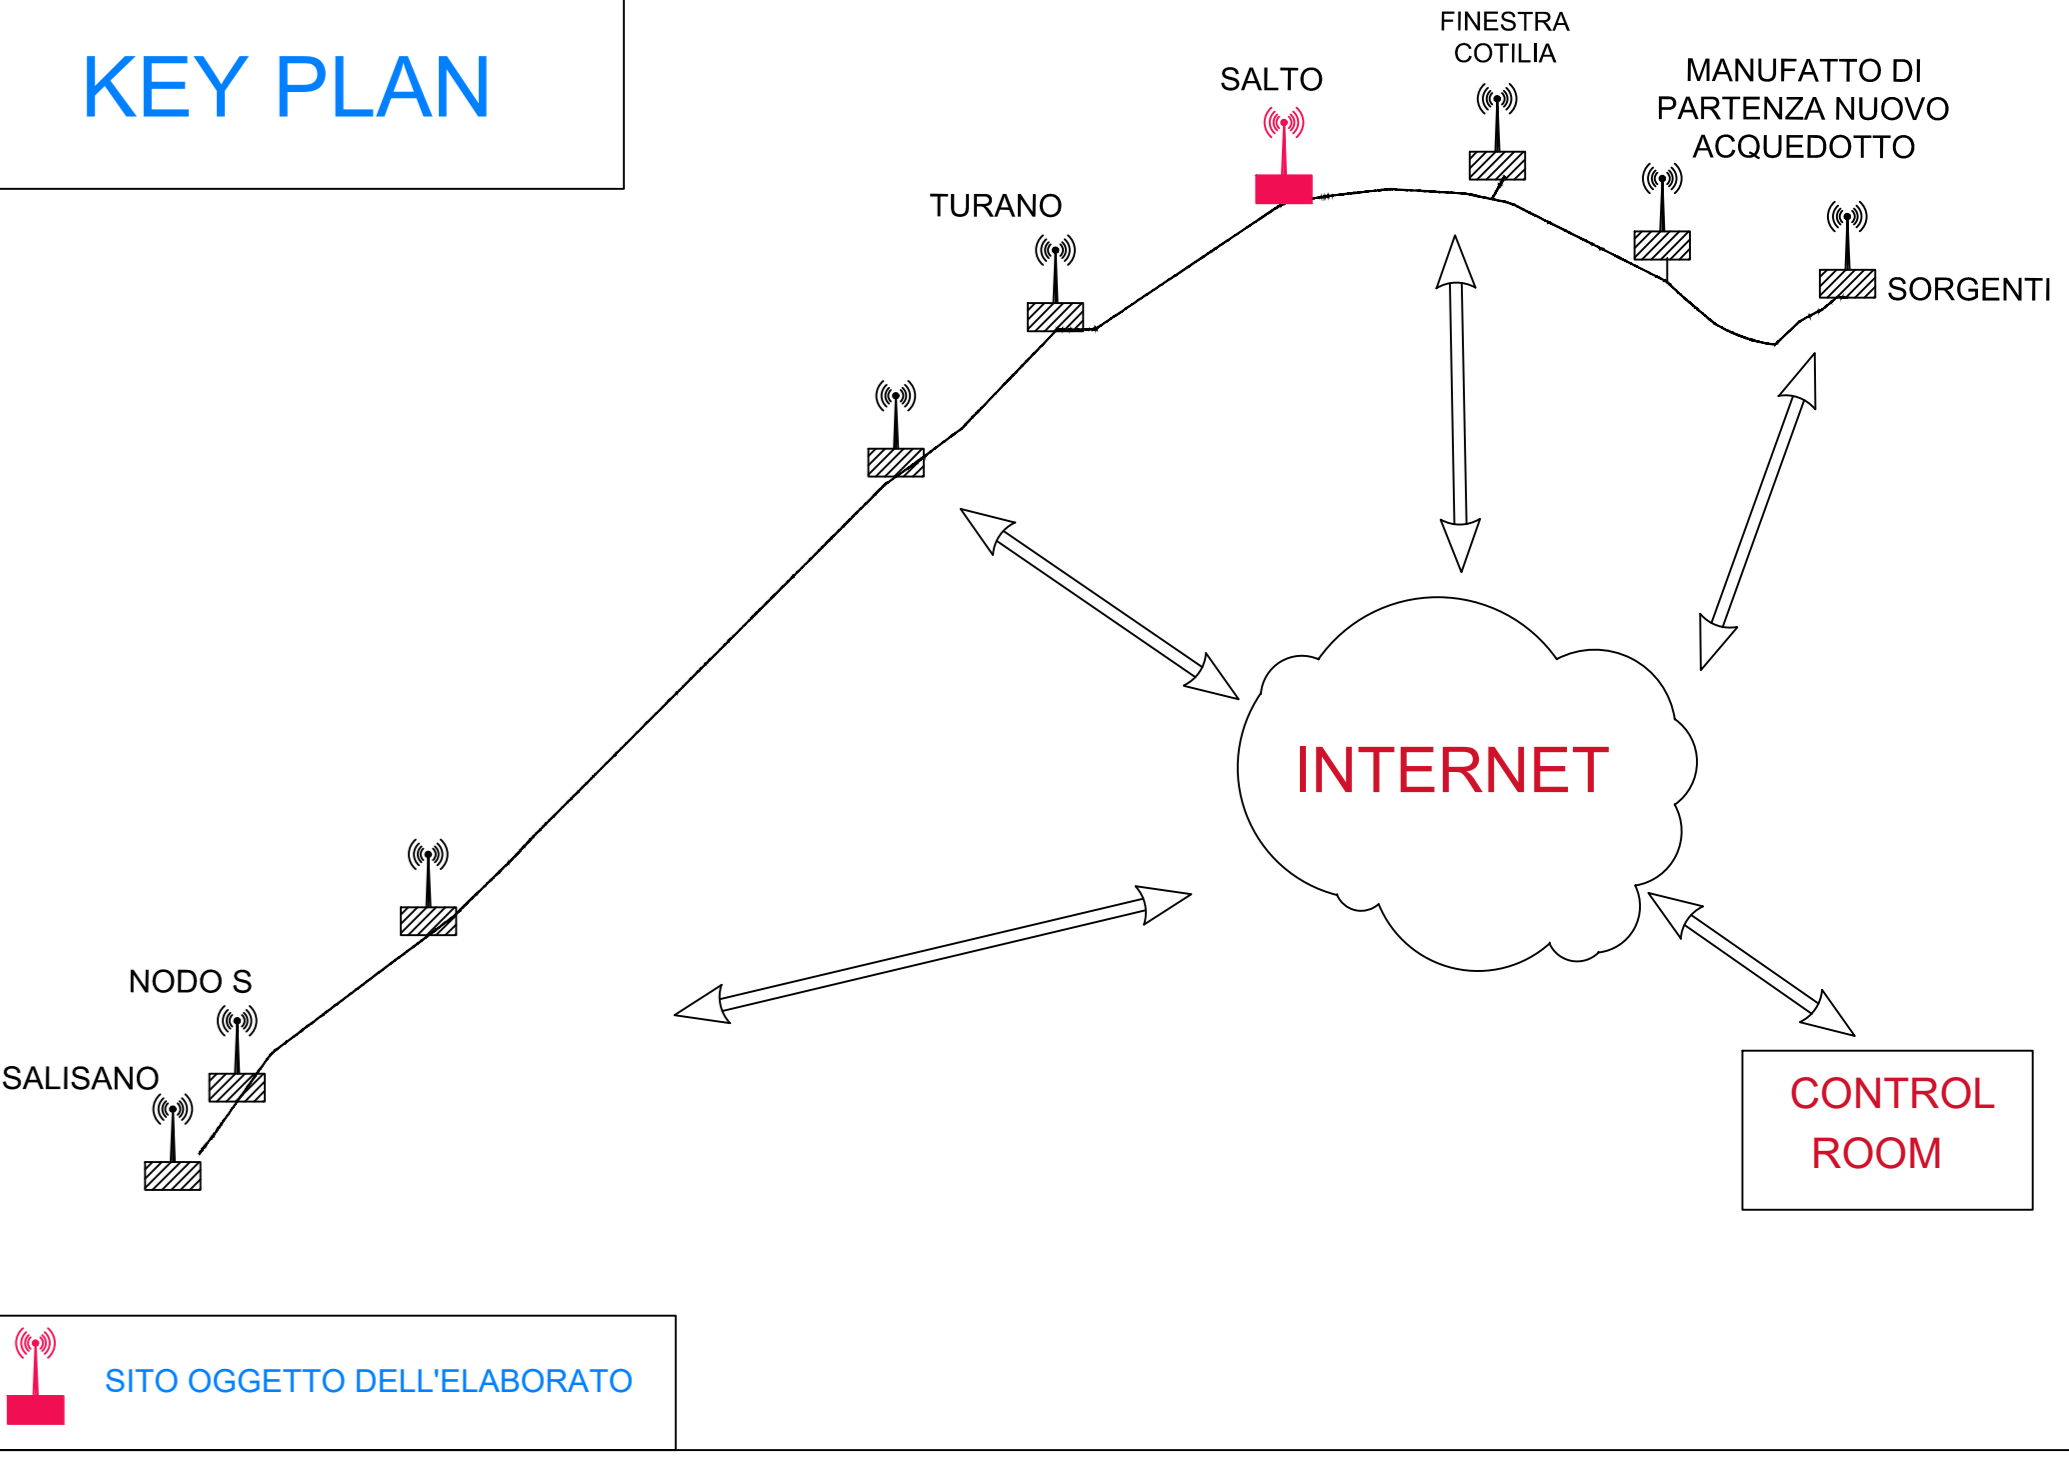 KEY PLAN
FINESTRA
COTILIA
SALTO
MANUFATTO DI
PARTENZA NUOVO
ACQUEDOTTO
TURANO
SORGENTI
INTERNET
NODO S
SALISANO
CONTROL
ROOM
SITO OGGETTO DELL'ELABORATO